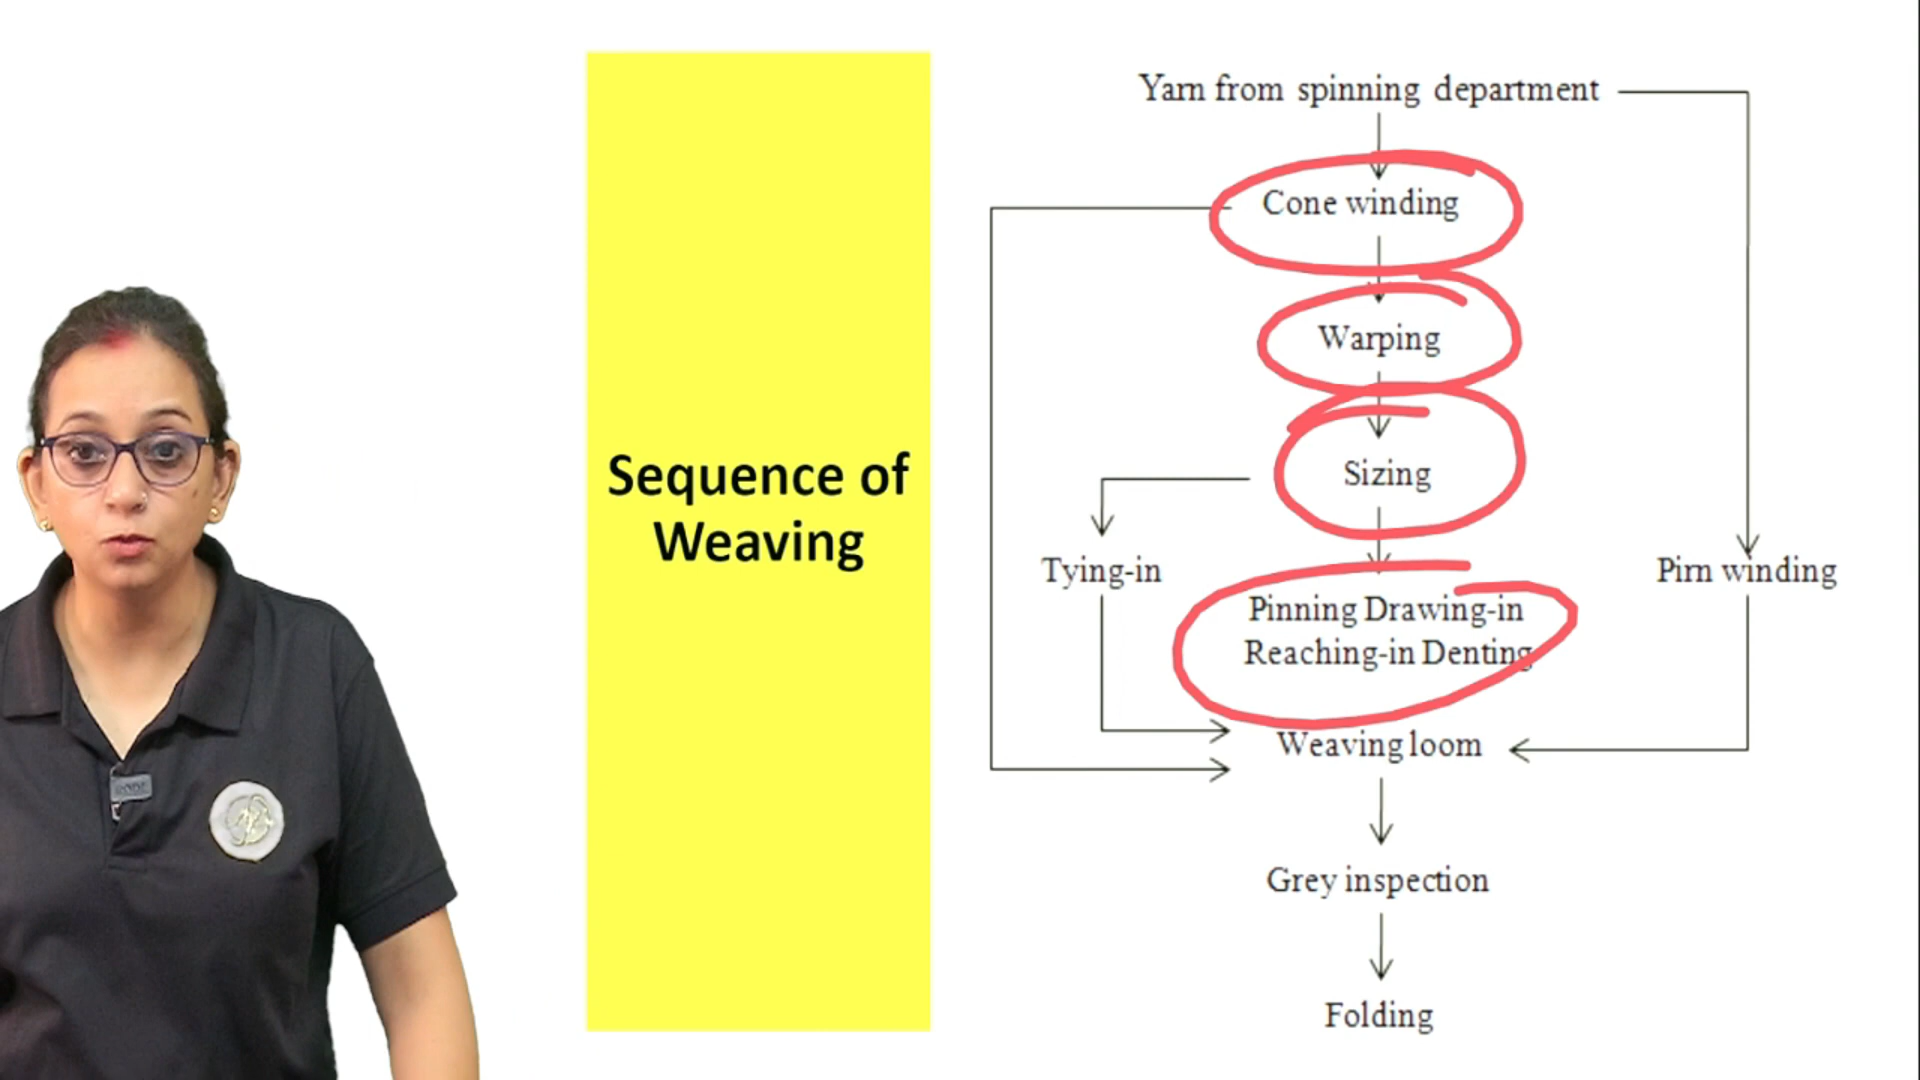 Sequence of
Weaving
Yarn from spinning department
Cone winding
Warping
Sizing
Tying-in
Pirn winding
Pinning Drawing-in
Reaching-in Denting
Weaving loom
Grey inspection
Folding